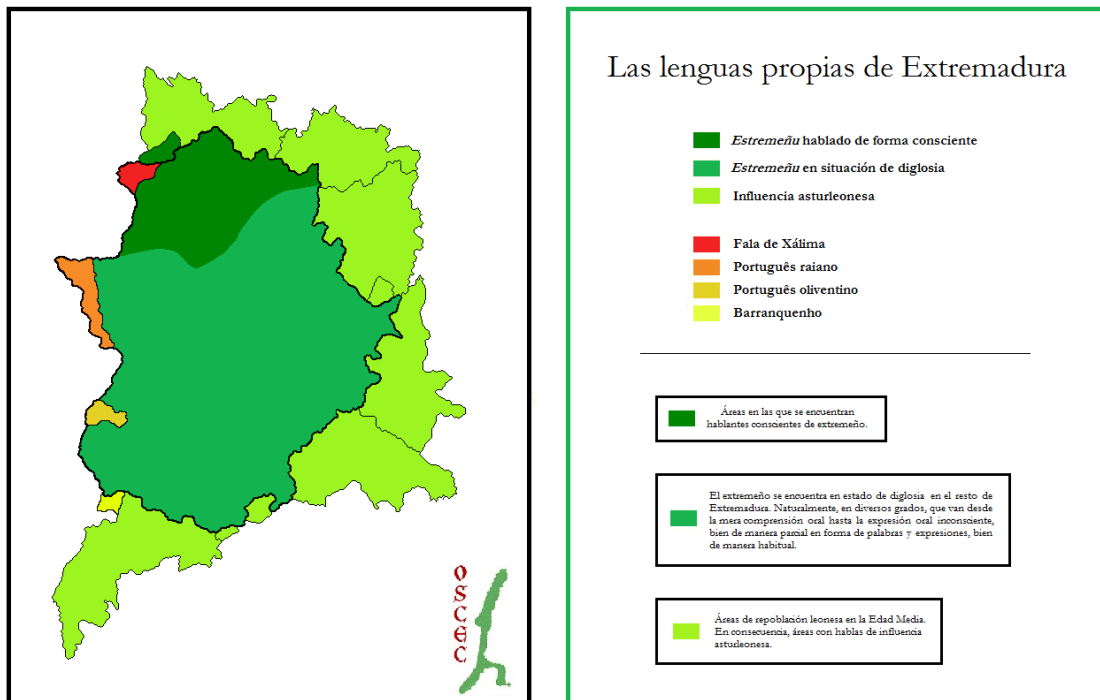 Las lenguas propias de Extremadura
Estremeñu hablado de forma consciente
Estremeñu en situación de diglosia
Influencia asturleonesa
Fala de Xálima
Portugués raiano
Portugués oliventino
Barranquenho
Áreas en las que se encuentran
hablantes conscientes de extremeño.
El extremeño se encuentra en estado de diglosia en el resto de
Extremadura. Naturalmente, en diversos grados, que van desde
la mera comprensión oral hasta la expresión oral inconsciente,
bien de manera parcial en forma de palabras y expresiones, bien
de manera habitual.
Áreas de repoblación leonesa en la Edad Media.
En consecuencia, áreas con hablas de influencia
asturleonesa.
OSCEC